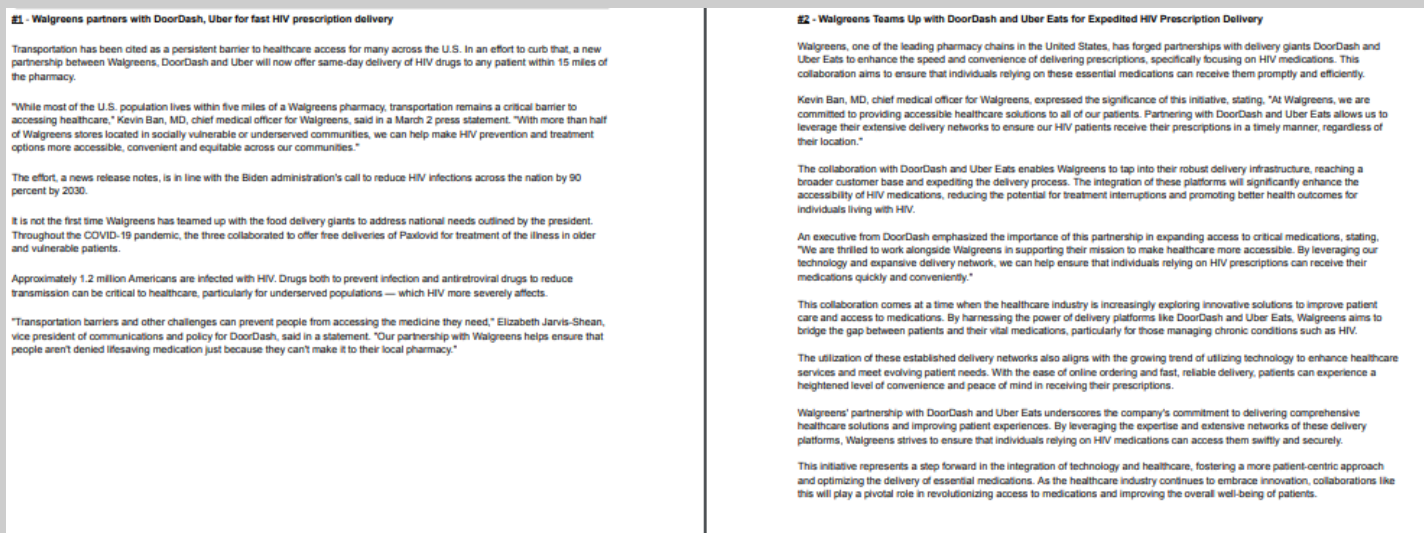 #1 - Walgreens partners with DoorDash, Uber for fast HIV prescription delivery
Transportation has been cited as a persistent barrier to healthcare access for many across the U.S. In an effort to curb that, a new
partnership between Walgreens, DoorDash and Uber will now offer same-day delivery of HIV drugs to any patient within 15 miles of
the pharmacy.
"While most of the U.S. population lives within five miles of a Walgreens pharmacy, transportation remains a critical barrier to
accessing healthcare," Kevin Ban, MD, chief medical officer for Walgreens, said in a March 2 press statement. "With more than half
of Walgreens stores located in socially vulnerable or underserved communities, we can help make HIV prevention and treatment
options more accessible, convenient and equitable across our communities."
The effort, a news release notes, is in line with the Biden administration's call to reduce HIV infections across the nation by 90
percent by 2030.
It is not the first time Walgreens has teamed up with the food delivery giants to address national needs outlined by the president.
Throughout the COVID-19 pandemic, the three collaborated to offer free deliveries of Paxlovid for treatment of the illness in older
and vulnerable patients.
Approximately 1.2 million Americans are infected with HIV. Drugs both to prevent infection and antiretroviral drugs to reduce
transmission can be critical to healthcare, particularly for underserved populations — which HIV more severely affects.
"Transportation barriers and other challenges can prevent people from accessing the medicine they need," Elizabeth Jarvis-Shean,
vice president of communications and policy for DoorDash, said in a statement. "Our partnership with Walgreens helps ensure that
people aren't denied lifesaving medication just because they can't make it to their local pharmacy."
#2 - Walgreens Teams Up with DoorDash and Uber Eats for Expedited HIV Prescription Delivery
Walgreens, one of the leading pharmacy chains in the United States, has forged partnerships with delivery giants DoorDash and
Uber Eats to enhance the speed and convenience of delivering prescriptions, specifically focusing on HIV medications. This
collaboration aims to ensure that individuals relying on these essential medications can receive them promptly and efficiently.
Kevin Ban, MD, chief medical officer for Walgreens, expressed the significance of this initiative, stating, "At Walgreens, we are
committed to providing accessible healthcare solutions to all of our patients. Partnering with DoorDash and Uber Eats allows us to
leverage their extensive delivery networks to ensure our HIV patients receive their prescriptions in a timely manner, regardless of
their location."
The collaboration with DoorDash and Uber Eats enables Walgreens to tap into their robust delivery infrastructure, reaching a
broader customer base and expediting the delivery process. The integration of these platforms will significantly enhance the
accessibility of HIV medications, reducing the potential for treatment interruptions and promoting better health outcomes for
individuals living with HIV.
An executive from DoorDash emphasized the importance of this partnership in expanding access to critical medications, stating,
"We are thrilled to work alongside Walgreens in supporting their mission to make healthcare more accessible. By leveraging our
technology and expansive delivery network, we can help ensure that individuals relying on HIV prescriptions can receive their
medications quickly and conveniently."
This collaboration comes at a time when the healthcare industry is increasingly exploring innovative solutions to improve patient
care and access to medications. By harnessing the power of delivery platforms like DoorDash and Uber Eats, Walgreens aims to
bridge the gap between patients and their vital medications, particularly for those managing chronic conditions such as HIV.
The utilization of these established delivery networks also aligns with the growing trend of utilizing technology to enhance healthcare
services and meet evolving patient needs. With the ease of online ordering and fast, reliable delivery, patients can experience a
heightened level of convenience and peace of mind in receiving their prescriptions.
Walgreens' partnership with DoorDash and Uber Eats underscores the company's commitment to delivering comprehensive
healthcare solutions and improving patient experiences. By leveraging the expertise and extensive networks of these delivery
platforms, Walgreens strives to ensure that individuals relying on HIV medications can access them swiftly and securely.
This initiative represents a step forward in the integration of technology and healthcare, fostering a more patient-centric approach
and optimizing the delivery of essential medications. As the healthcare industry continues to embrace innovation, collaborations like
this will play a pivotal role in revolutionizing access to medications and improving the overall well-being of patients.